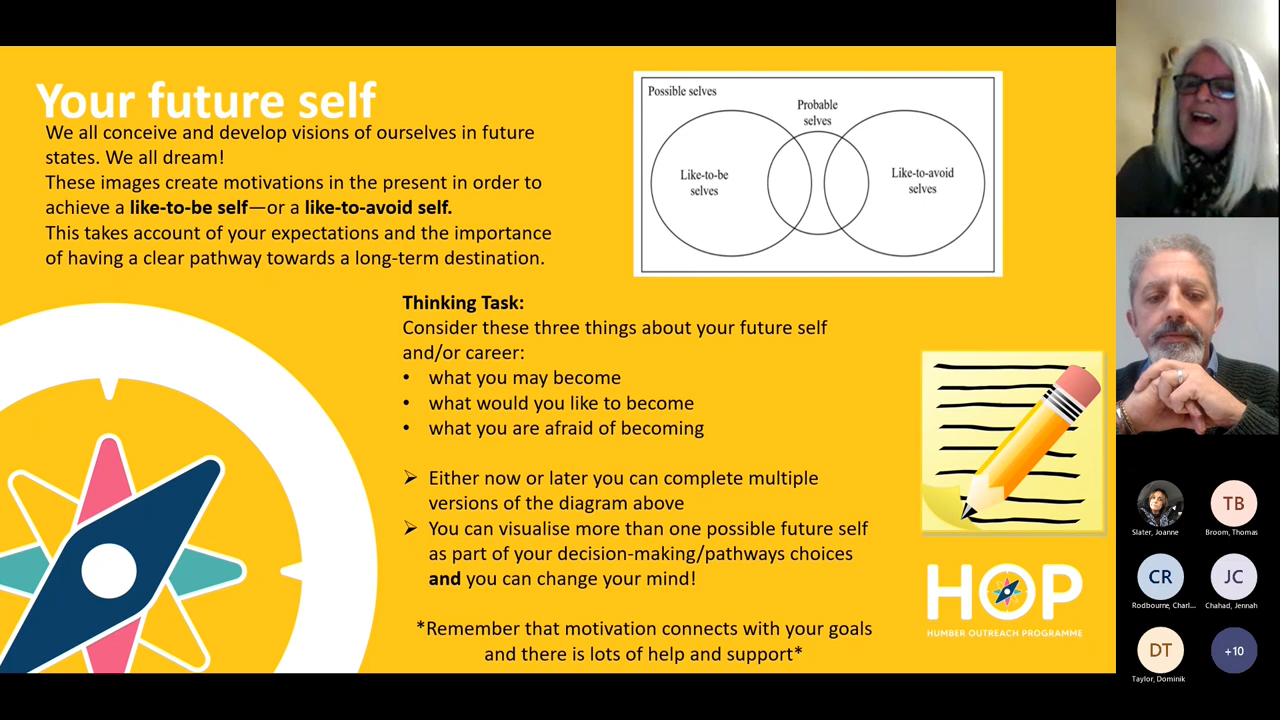 Your future self
We all conceive and develop visions of ourselves in future
states. We all dream!
These images create motivations in the present in order to
achieve a like-to-be self—or a like-to-avoid self.
This takes account of your expectations and the importance
of having a clear pathway towards a long-term destination.
Possible selves
Probable
selves
Like-to-be
selves
Like-to-avoid
selves
Thinking Task:
Consider these three things about your future self
and/or career:
• what you may become
• what would you like to become
• what you are afraid of becoming
➢ Either now or later you can complete multiple
versions of the diagram above
➢ You can visualise more than one possible future self
as part of your decision-making/pathways choices
and you can change your mind!
*Remember that motivation connects with your goals
and there is lots of help and support*
HOP
HUMBER OUTREACH PROGRAMME
TB
Slater, Joanne
Broom, Thomas
CR
JC
Rodbourne, Charl...
Chahad, Jennah
DT
+10
Taylor, Dominik